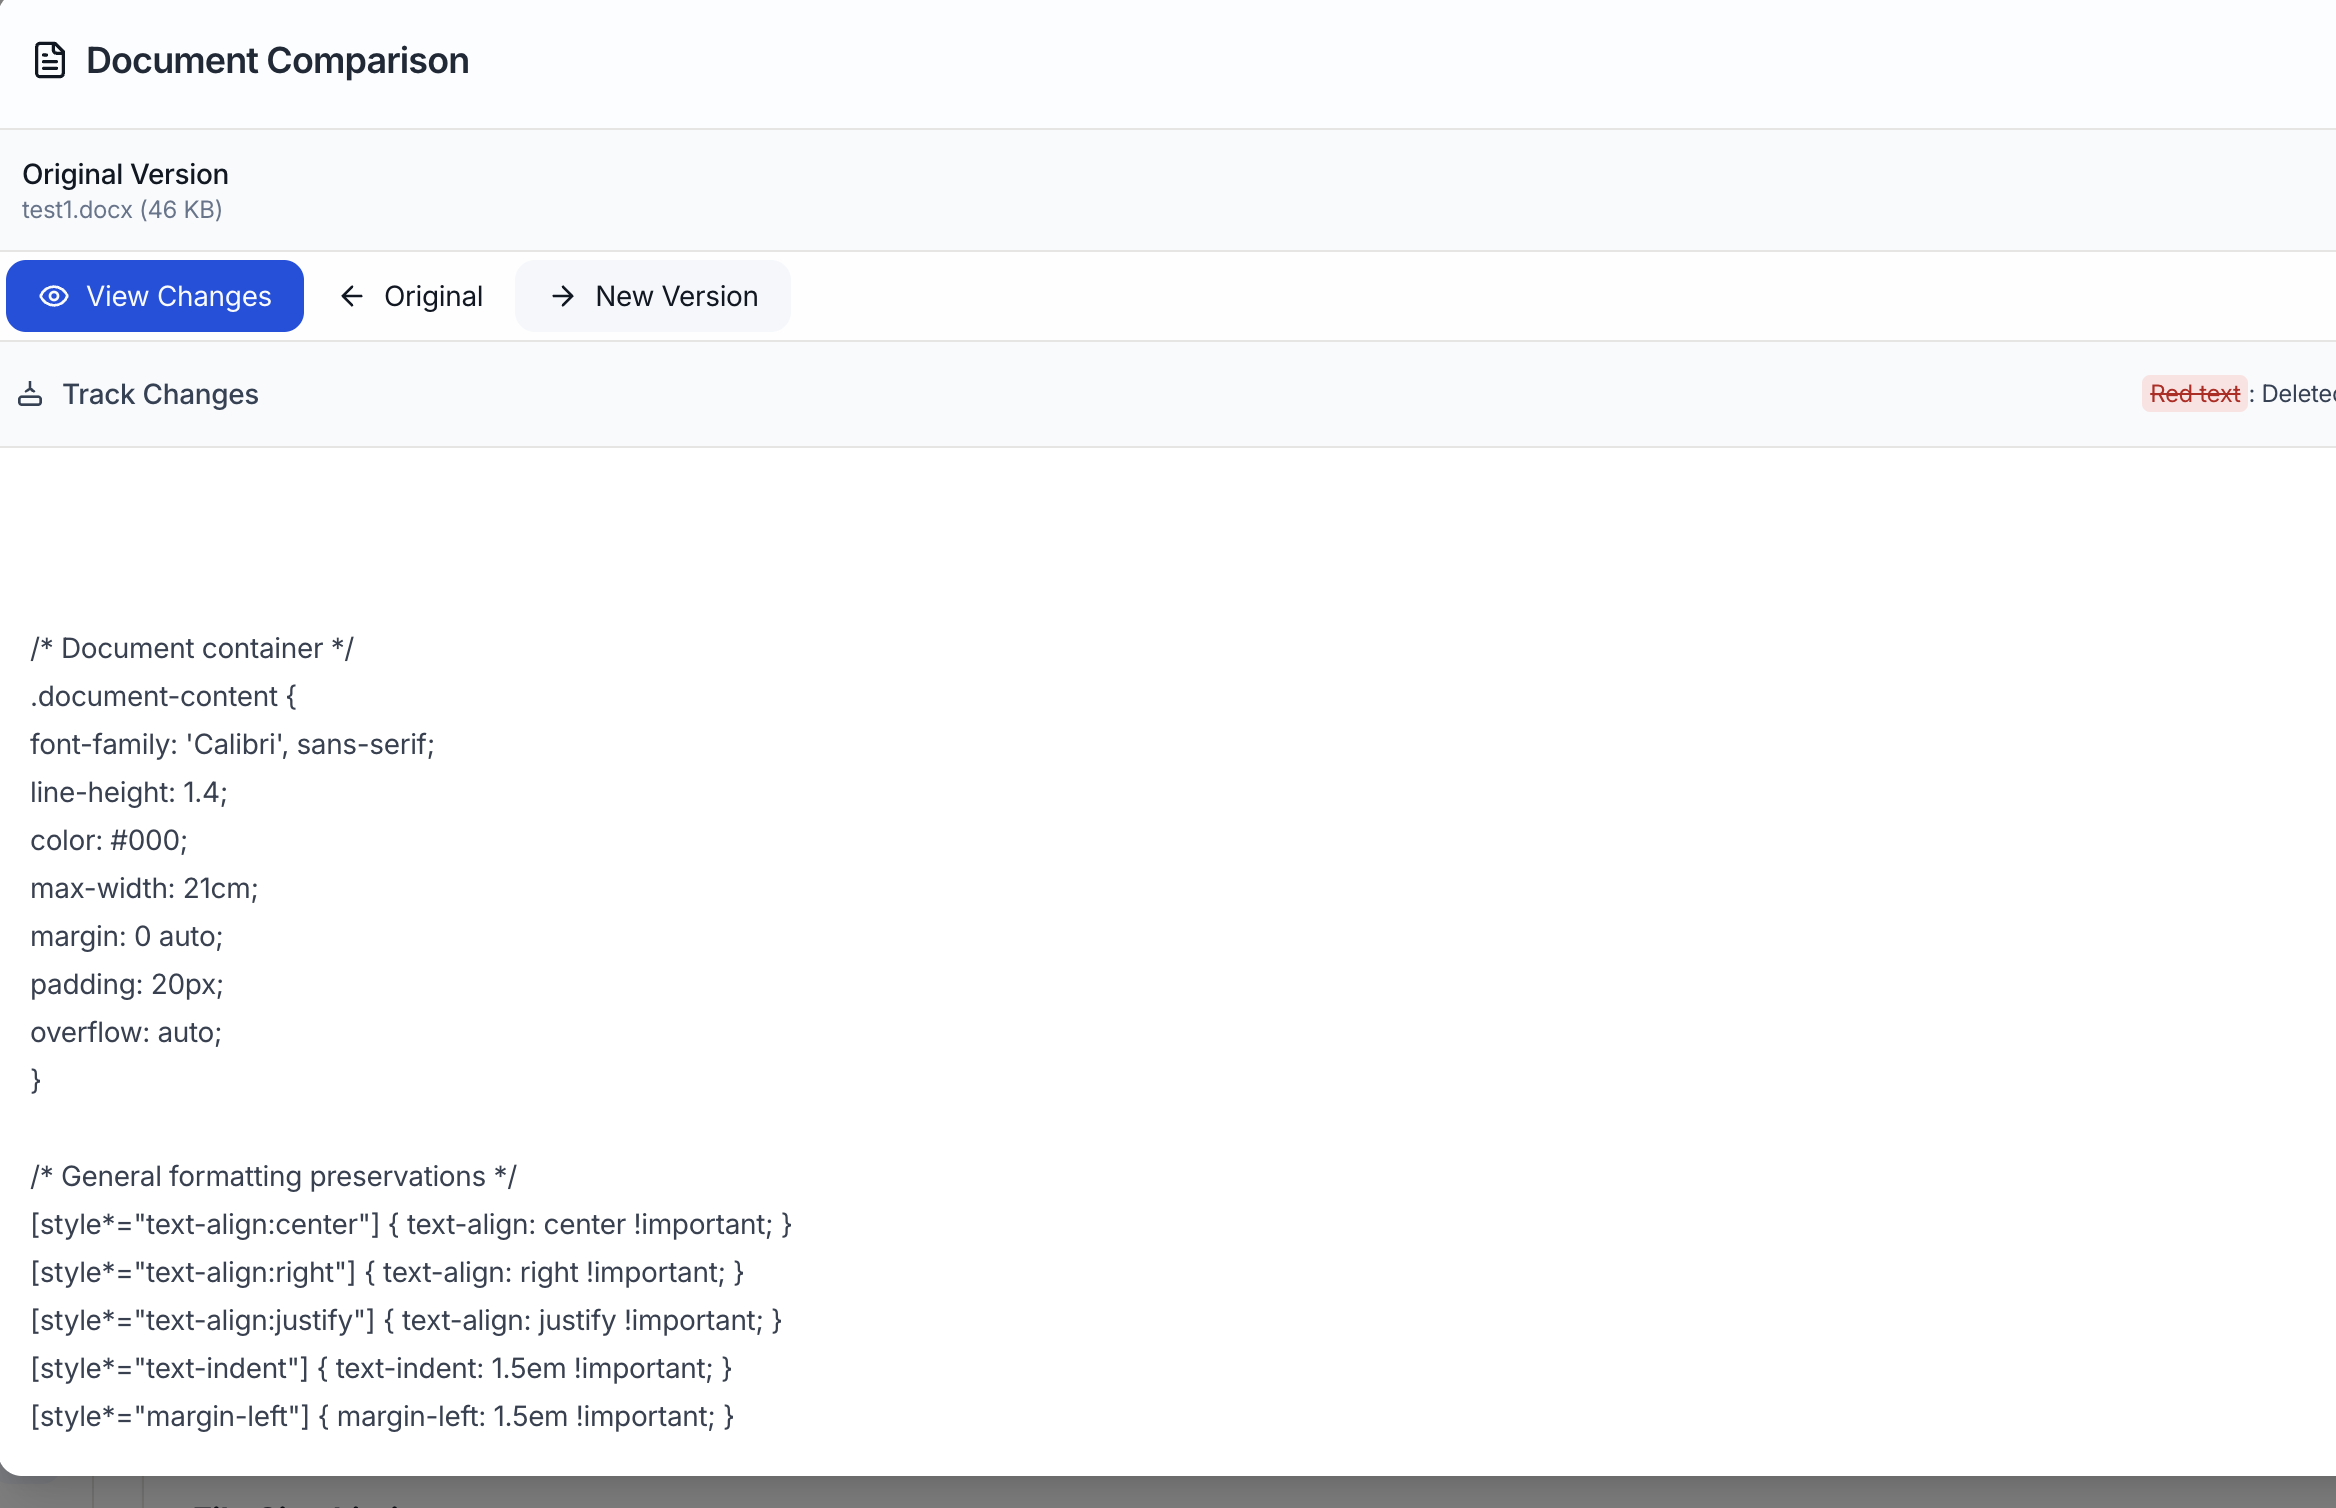 Document Comparison
Original Version
test1.docx (46 KB)
View Changes
Original
New Version
Track Changes
Red text : Deleted
/* Document container */
.document-content {
font-family: 'Calibri', sans-serif;
line-height: 1.4;
color: #000;
max-width: 21cm;
margin: 0 auto;
padding: 20px;
overflow: auto;
}
/* General formatting preservations */
[style*="text-align:center"] { text-align: center !important; }
[style*="text-align:right"] { text-align: right !important; }
[style*="text-align:justify"] { text-align: justify !important; }
[style*="text-indent"] { text-indent: 1.5em !important; }
[style*="margin-left"] { margin-left: 1.5em !important; }